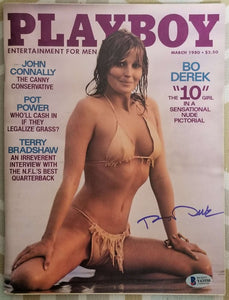 PLAYBOY
ENTERTAINMENT FOR MEN
MARCH 1980 • $2.50
JOHN
CONNALLY
THE CANNY
CONSERVATIVE
POT
POWER
WHO'LL CASH IN
IF THEY
LEGALIZE GRASS?
TERRY
BRADSHAW
AN IRREVERENT
INTERVIEW WITH
THE N.F.L.'S BEST
QUARTERBACK
BO
DEREK
THE
"10" GIRL
IN A
SENSATIONAL
NUDE
PICTORIAL